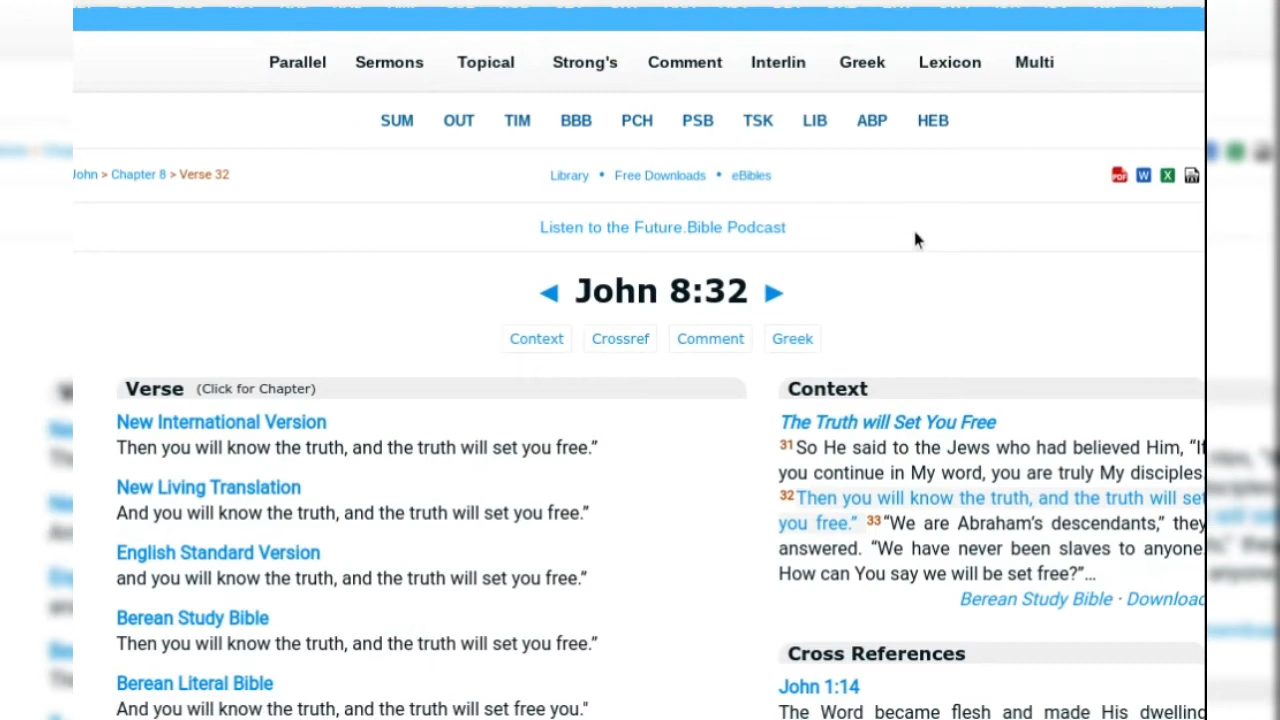 Parallel Sermons Topical Strong's Comment Interlin Greek Lexicon Multi
SUM OUT TIM BBB PCH PSB TSK LIB ABP HEB
John > Chapter 8 > Verse 32
Library • Free Downloads • eBibles
Listen to the Future.Bible Podcast
◄ John 8:32 ►
Context Crossref Comment Greek
Verse (Click for Chapter)
New International Version
Then you will know the truth, and the truth will set you free.”
New Living Translation
And you will know the truth, and the truth will set you free.”
English Standard Version
and you will know the truth, and the truth will set you free.”
Berean Study Bible
Then you will know the truth, and the truth will set you free.”
Berean Literal Bible
And you will know the truth, and the truth will set free you."
Context
The Truth will Set You Free
31 So He said to the Jews who had believed Him, “If
you continue in My word, you are truly My disciples.
32 Then you will know the truth, and the truth will set
you free.” 33 “We are Abraham’s descendants,” they
answered. “We have never been slaves to anyone.
How can You say we will be set free?”…
Berean Study Bible · Download
Cross References
John 1:14
The Word became flesh and made His dwelling